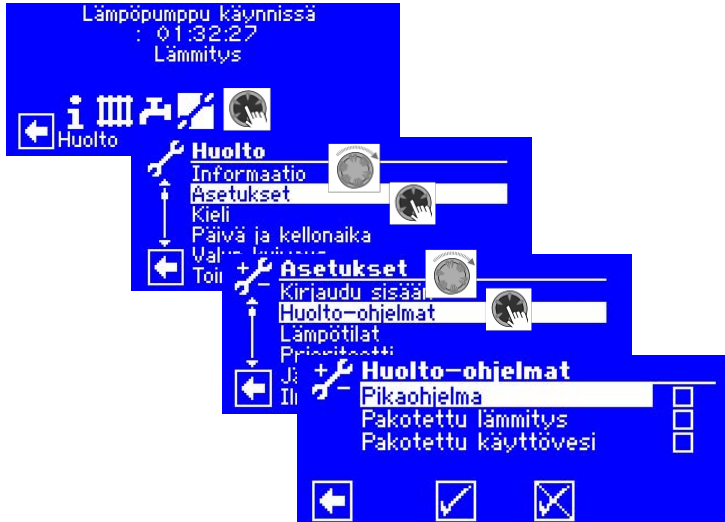 Lämpöpumppu käynnissä
: 01:32:27
Lämmitys
Huolto
Huolto
Informaatio
Asetukset
Kieli
Päivä ja kellonaika
Asetukset
Kirjaudu sisään
Huolto-ohjelmat
Lämpötilat
Huolto-ohjelmat
Pikaohjelma
Pakotettu lämmitys
Pakotettu käyttövesi